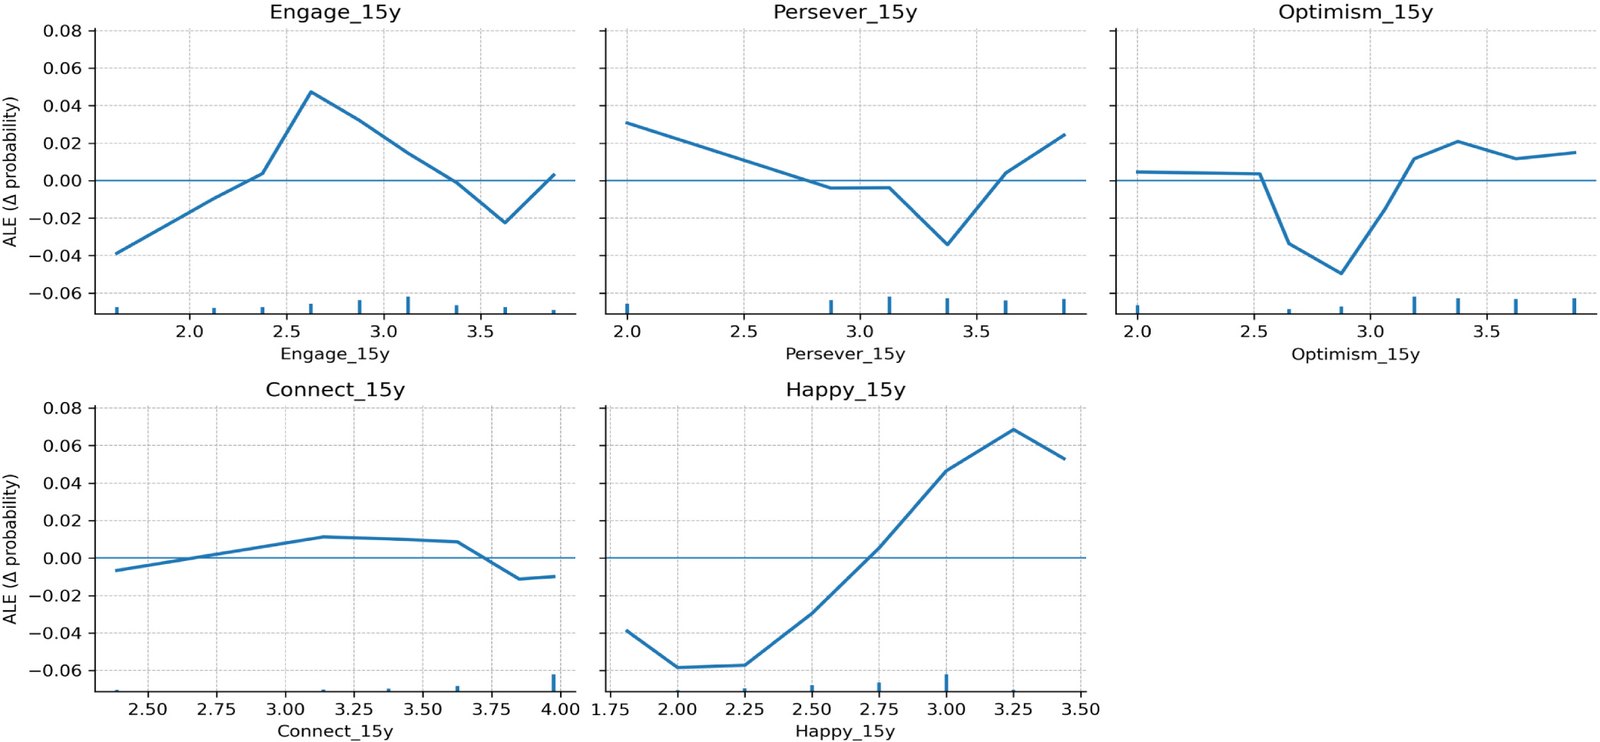 Engage_15y Persever_15y Optimism_15y
0.08
0.06
0.04
0.02
0.00
−0.02
−0.04
−0.06
ALE (Δ probability)
2.0 2.5 3.0 3.5 2.0 2.5 3.0 3.5 2.0 2.5 3.0 3.5
Engage_15y Persever_15y Optimism_15y
Connect_15y Happy_15y
0.08
0.06
0.04
0.02
0.00
−0.02
−0.04
−0.06
ALE (Δ probability)
2.50 2.75 3.00 3.25 3.50 3.75 4.00 1.75 2.00 2.25 2.50 2.75 3.00 3.25 3.50
Connect_15y Happy_15y